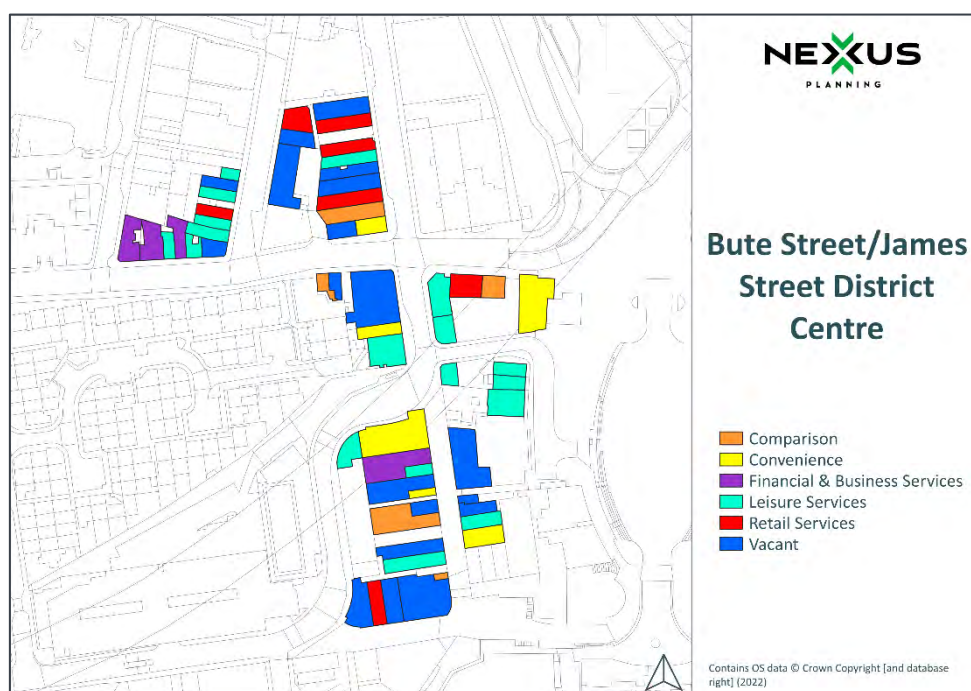 NEXUS
PLANNING
Bute Street/James
Street District
Centre
Comparison
Convenience
Financial & Business Services
Leisure Services
Retail Services
Vacant
Contains OS data © Crown Copyright [and database
right] (2022)